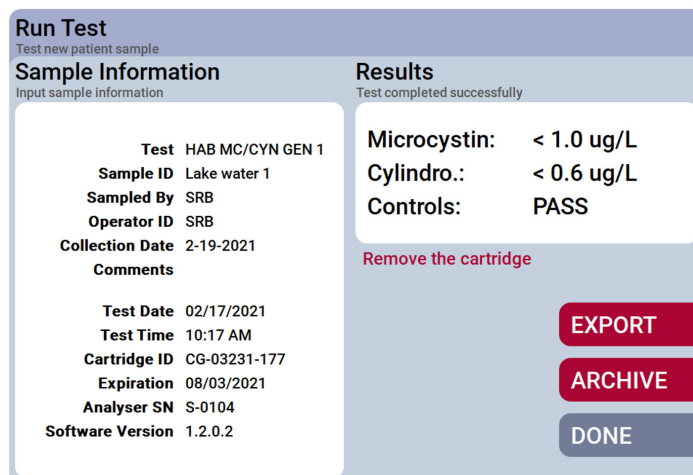 Run Test
Test new patient sample
Sample Information
Input sample information
Test HAB MC/CYN GEN 1
Sample ID Lake water 1
Sampled By SRB
Operator ID SRB
Collection Date 2-19-2021
Comments
Test Date 02/17/2021
Test Time 10:17 AM
Cartridge ID CG-03231-177
Expiration 08/03/2021
Analyser SN S-0104
Software Version 1.2.0.2
Results
Test completed successfully
Microcystin: < 1.0 ug/L
Cylindro.: < 0.6 ug/L
Controls: PASS
Remove the cartridge
EXPORT
ARCHIVE
DONE